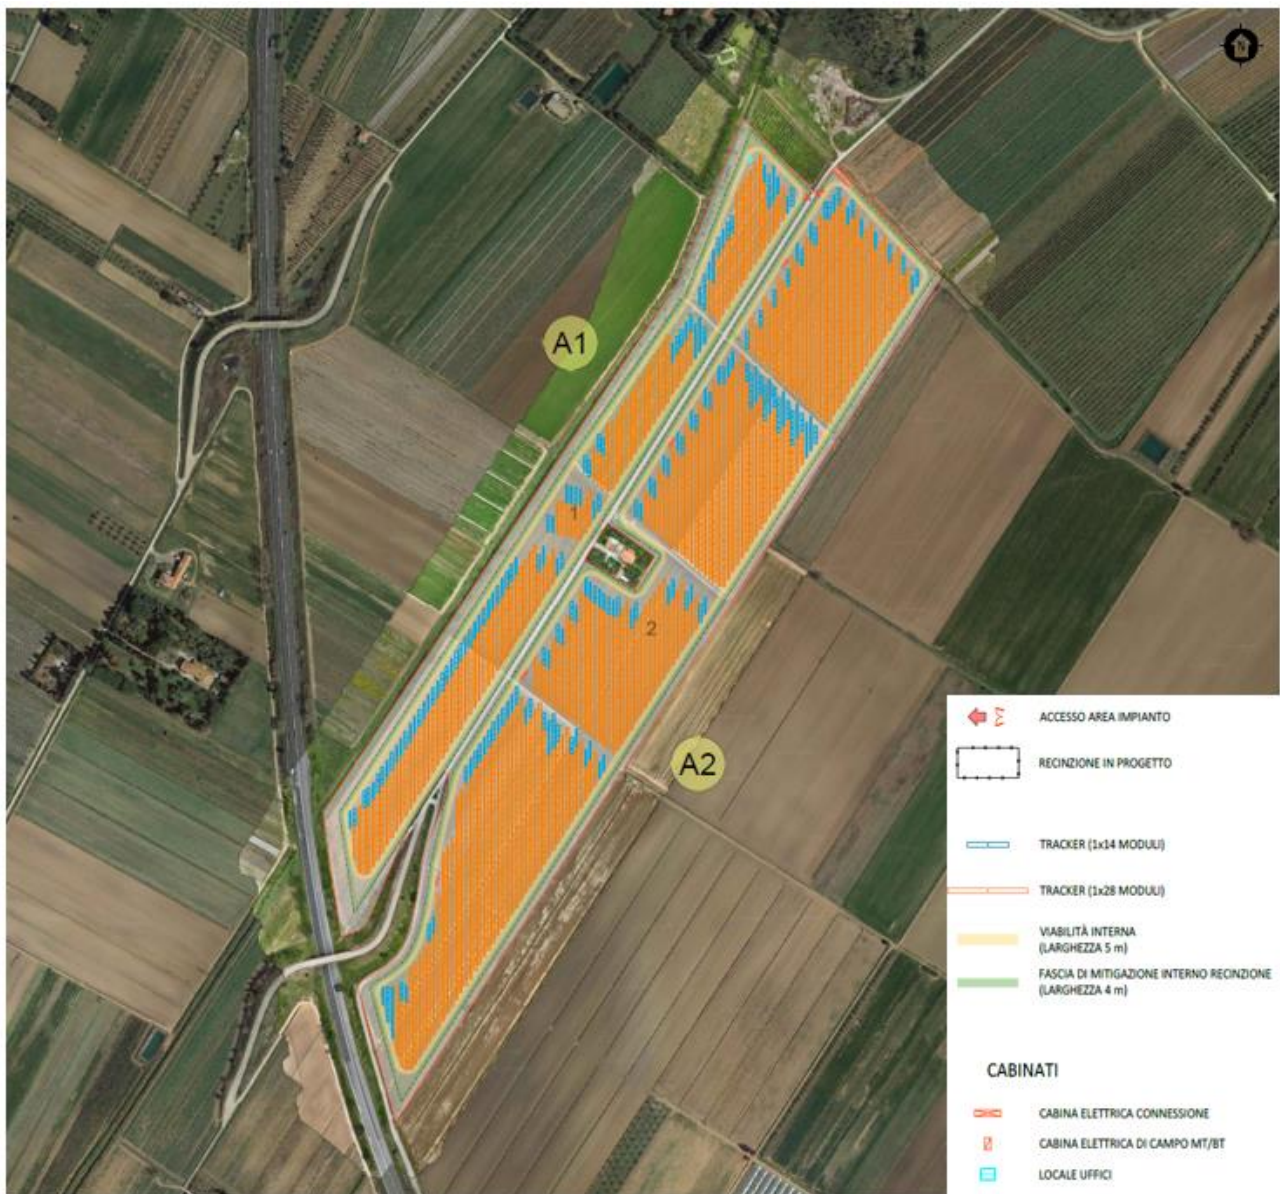 N
A1
1
2
A2
ACCESSO AREA IMPIANTO
RECINZIONE IN PROGETTO
TRACKER (1x14 MODULI)
TRACKER (1x28 MODULI)
VIABILITÀ INTERNA
(LARGHEZZA 5 m)
FASCIA DI MITIGAZIONE INTERNO RECINZIONE
(LARGHEZZA 4 m)
CABINATI
CABINA ELETTRICA CONNESSIONE
CABINA ELETTRICA DI CAMPO MT/BT
LOCALE UFFICI